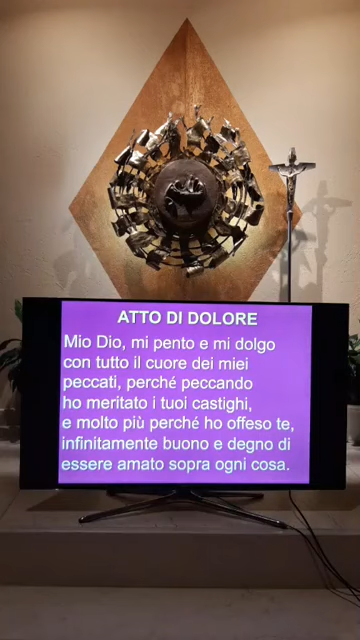 ATTO DI DOLORE
Mio Dio, mi pento e mi dolgo
con tutto il cuore dei miei
peccati, perché peccando
ho meritato i tuoi castighi,
e molto più perché ho offeso te,
infinitamente buono e degno di
essere amato sopra ogni cosa.